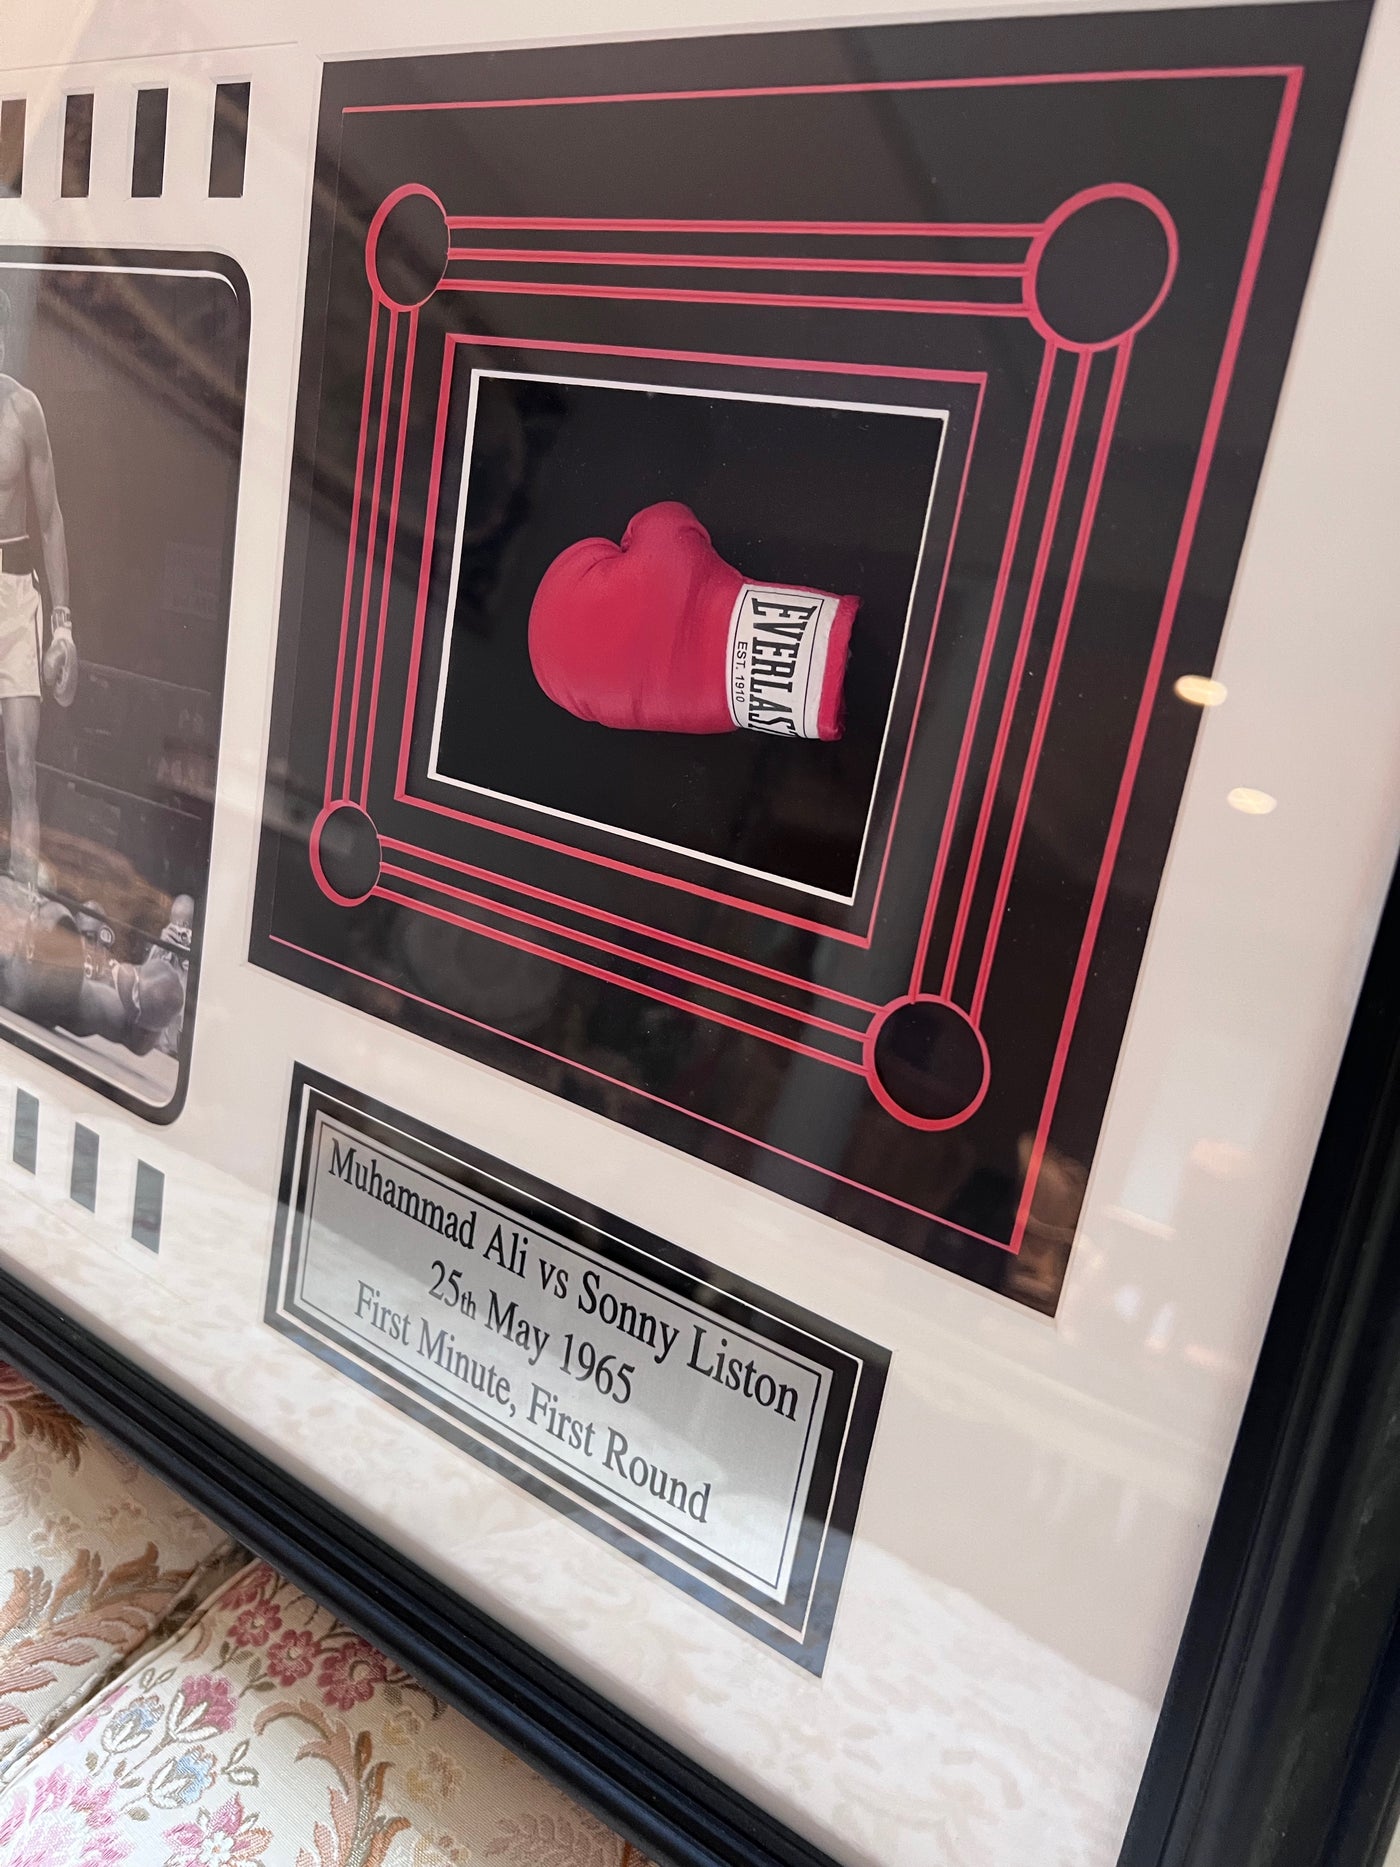 EVERLAST
EST. 1910
Muhammad Ali vs Sonny Liston
25th May 1965
First Minute, First Round